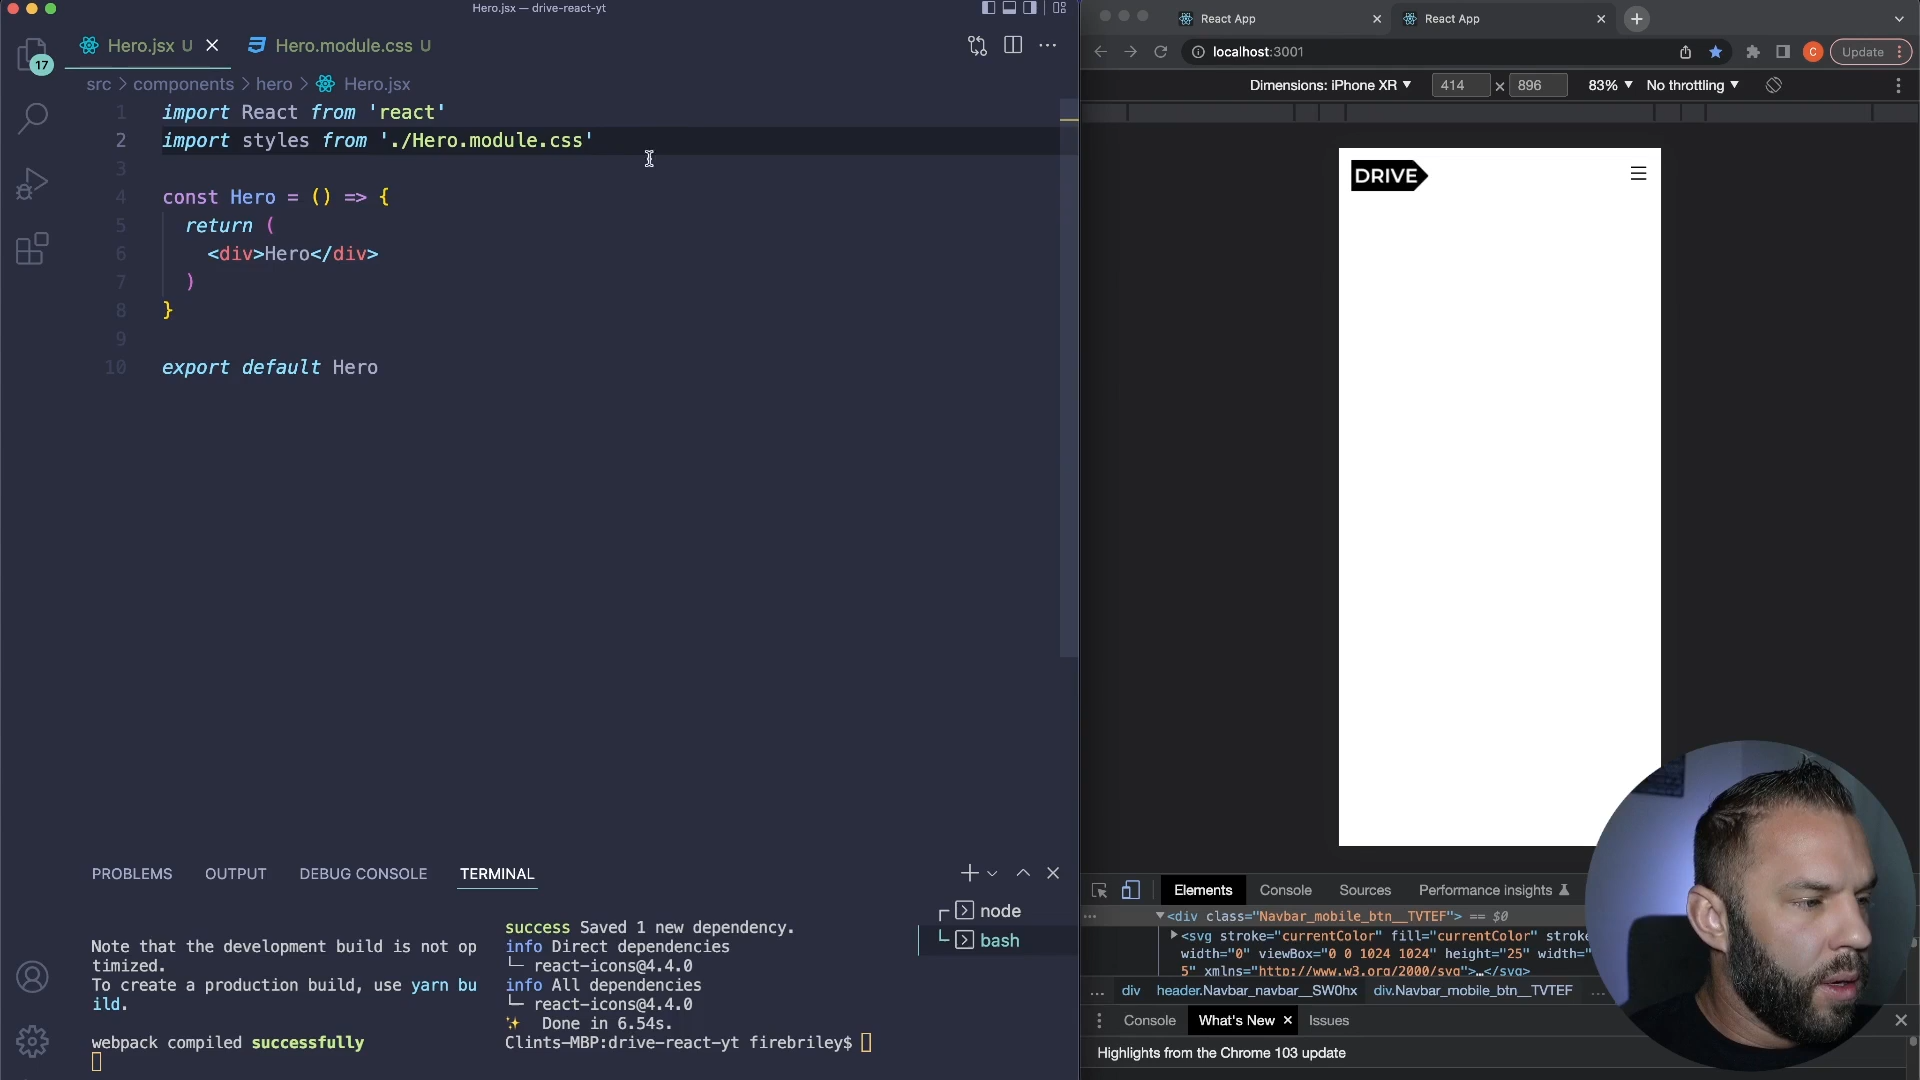 Hero.jsx — drive-react-yt
Hero.jsx U
Hero.module.css U
17
src > components > hero > Hero.jsx
1 import React from 'react'
2 import styles from './Hero.module.css'
3
4 const Hero = () => {
5 return (
6 <div>Hero</div>
7 )
8 }
9
10 export default Hero
PROBLEMS OUTPUT DEBUG CONSOLE TERMINAL
Note that the development build is not op
timized.
To create a production build, use yarn bu
ild.
webpack compiled successfully
success Saved 1 new dependency.
info Direct dependencies
└─ react-icons@4.4.0
info All dependencies
└─ react-icons@4.4.0
✨ Done in 6.54s.
Clints-MBP:drive-react-yt firebriley$
node
bash
React App
React App
localhost:3001
C
Update
Dimensions: iPhone XR ▼ 414 × 896 83% ▼ No throttling ▼
DRIVE
Elements Console Sources Performance insights
... ▼<div class="Navbar_mobile_btn__TVTEF"> == $0
▶<svg stroke="currentColor" fill="currentColor" stroke
width="0" viewBox="0 0 1024 1024" height="25" width=
5" xmlns="http://www.w3.org/2000/svg">…</svg>
... div header.Navbar_navbar__SW0hx div.Navbar_mobile_btn__TVTEF ...
Console What's New × Issues
Highlights from the Chrome 103 update